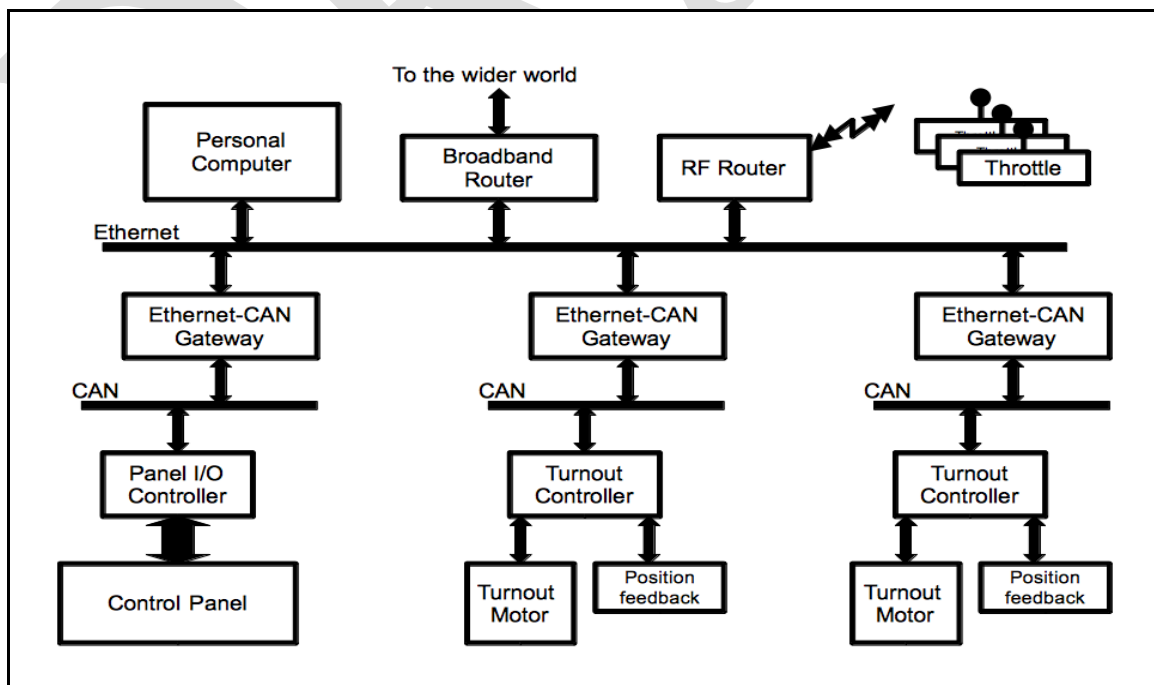 To the wider world
Personal
Computer
Broadband
Router
RF Router
Throttle
Ethernet
Ethernet-CAN
Gateway
Ethernet-CAN
Gateway
Ethernet-CAN
Gateway
CAN
CAN
CAN
Panel I/O
Controller
Turnout
Controller
Turnout
Controller
Control Panel
Turnout
Motor
Position
feedback
Turnout
Motor
Position
feedback